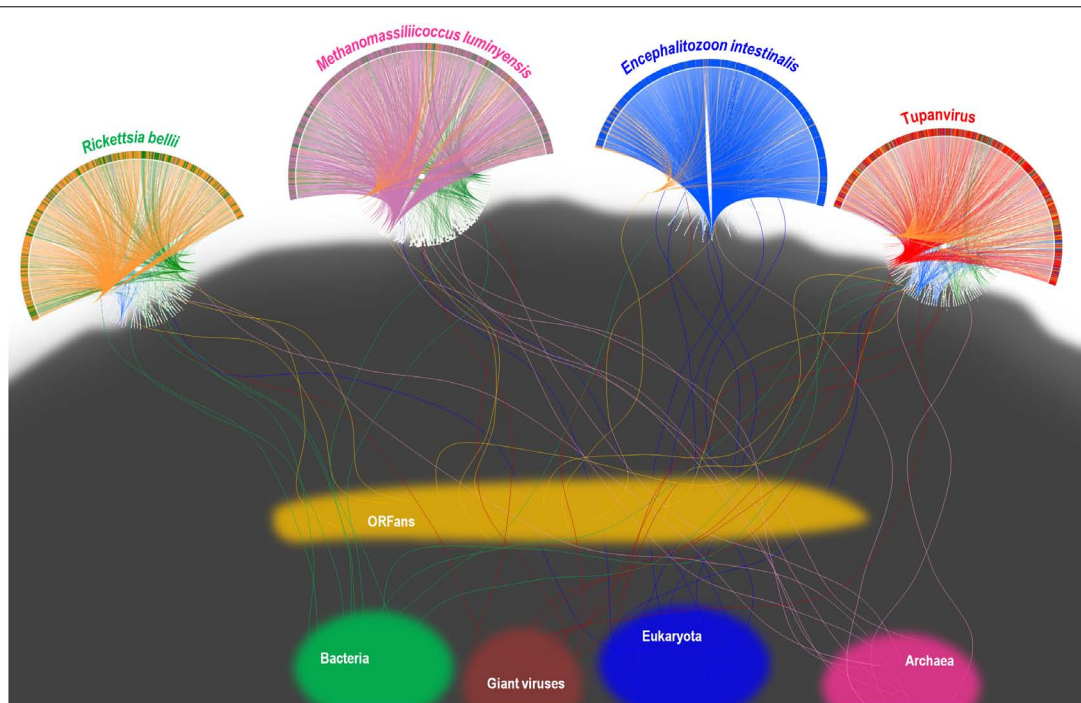 Methanomassiliicoccus luminyensis
Encephalitozoon intestinalis
Rickettsia bellii
Tupanvirus
ORFans
Bacteria
Giant viruses
Eukaryota
Archaea